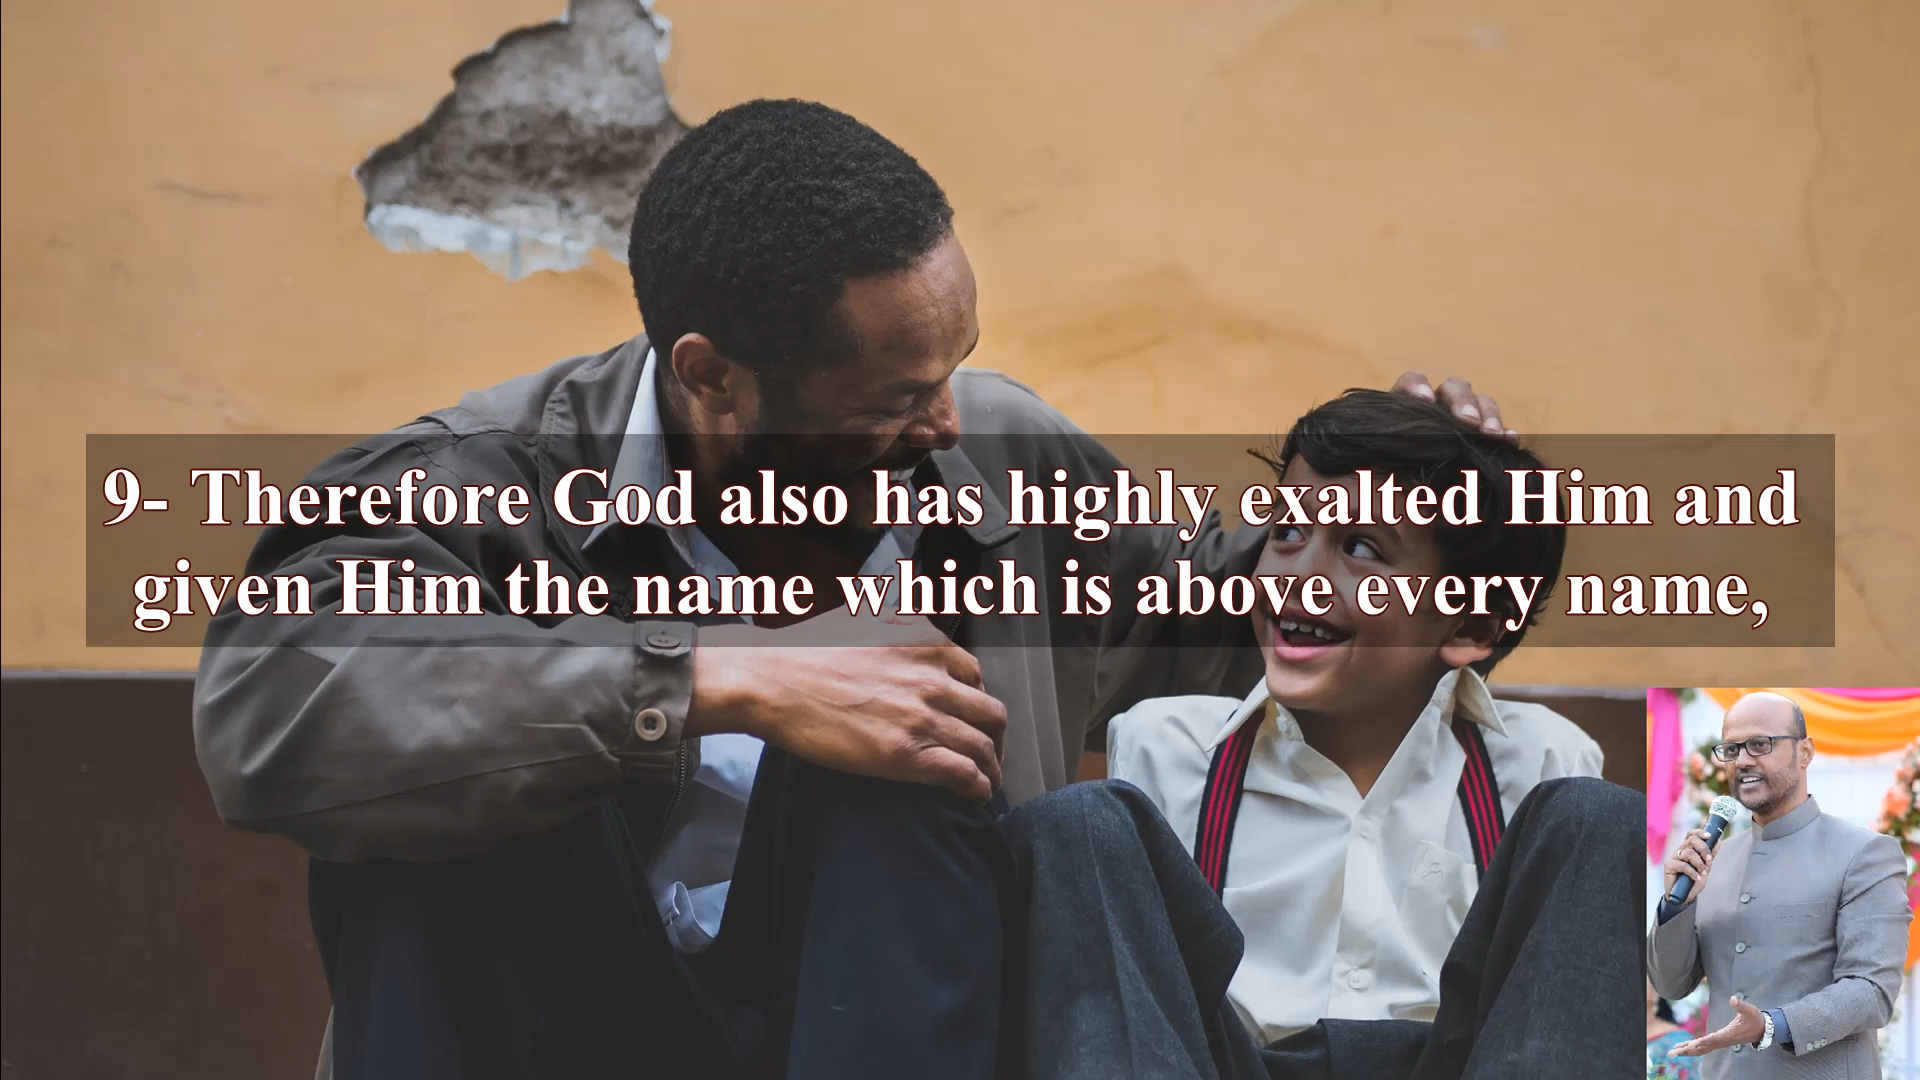 9- Therefore God also has highly exalted Him and
given Him the name which is above every name,